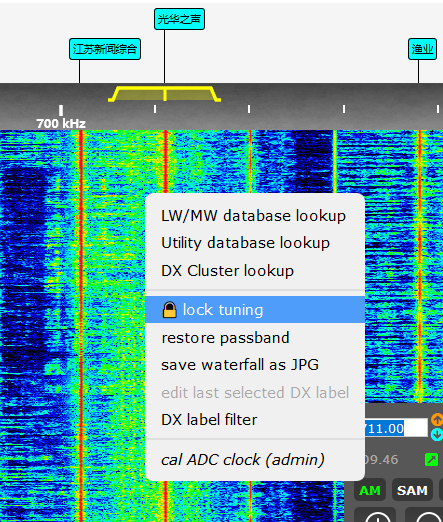 光华之声
江苏新闻综合
渔业
700 kHz
LW/MW database lookup
Utility database lookup
DX Cluster lookup
lock tuning
restore passband
save waterfall as JPG
edit last selected DX label
DX label filter
cal ADC clock (admin)
711.00
09.46
AM
SAM